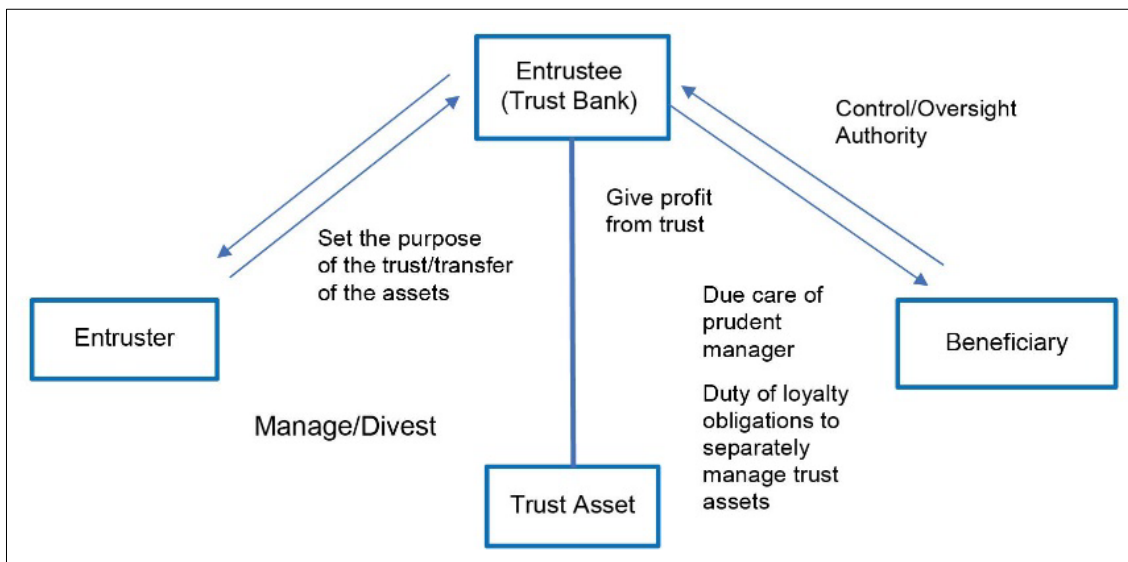 Entrustee
(Trust Bank)
Control/Oversight
Authority
Give profit
from trust
Set the purpose
of the trust/transfer
of the assets
Due care of
prudent
manager
Entruster
Beneficiary
Duty of loyalty
obligations to
separately
manage trust
assets
Manage/Divest
Trust Asset